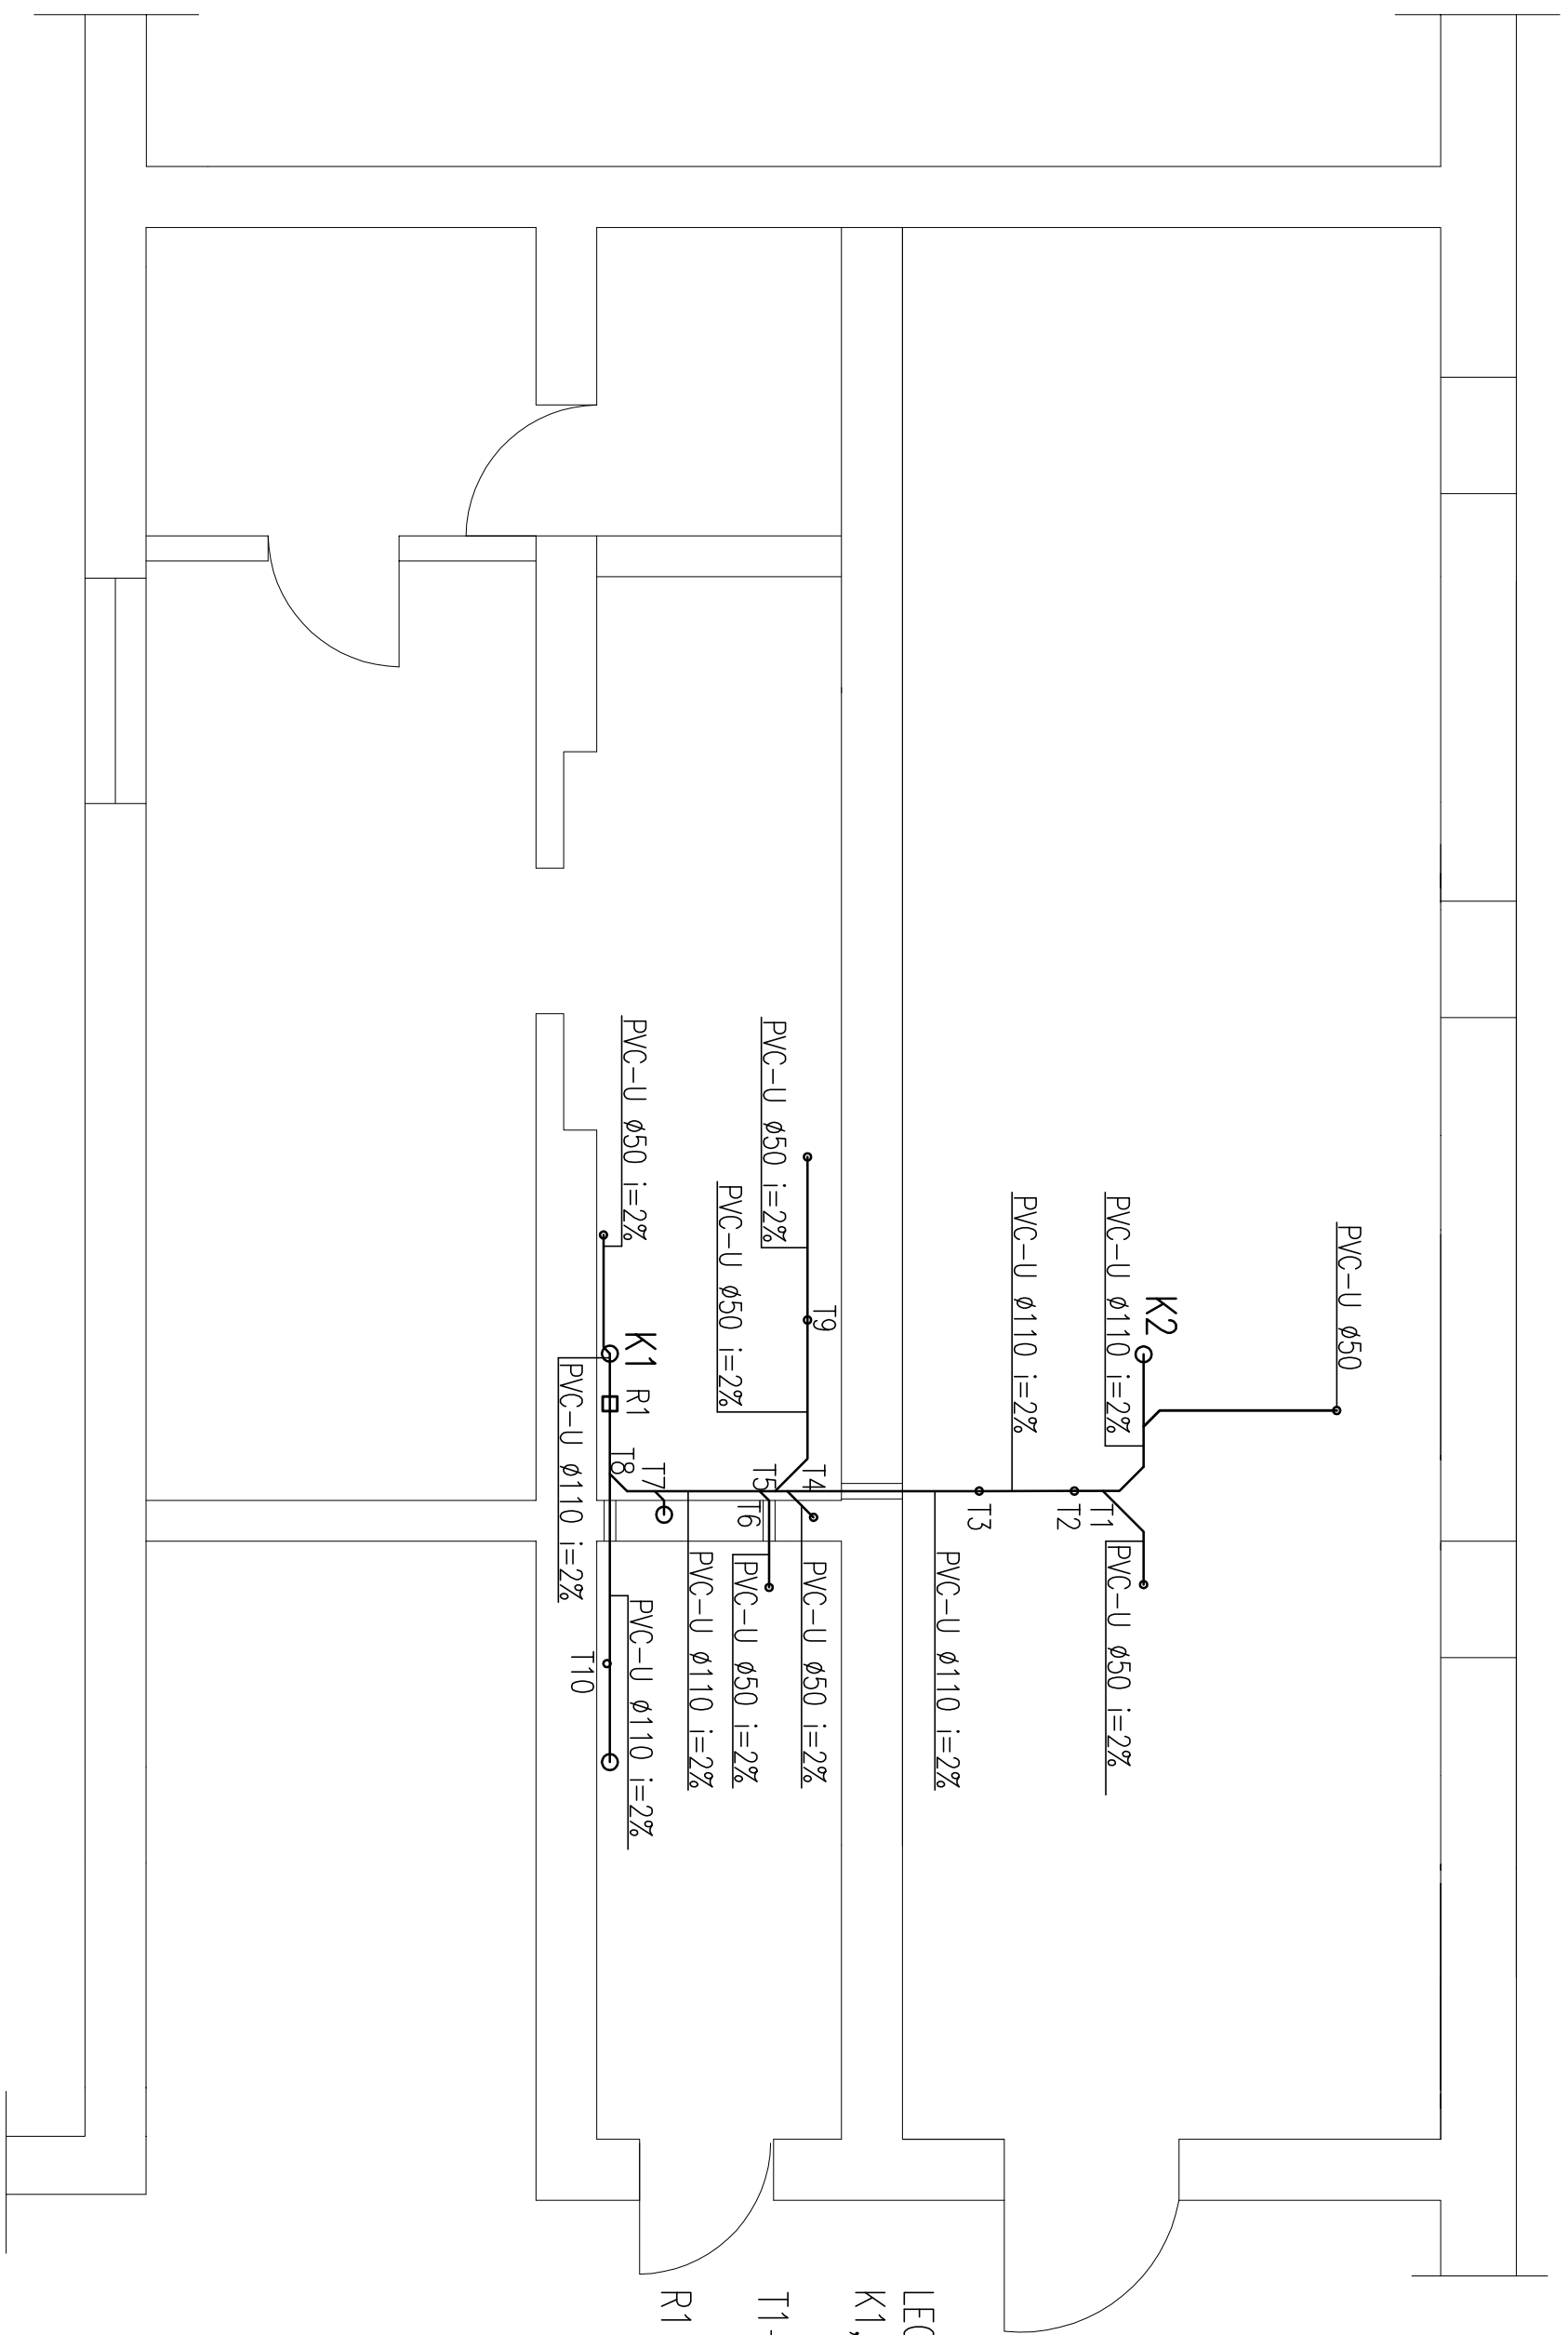 PVC-U ø50
K2
PVC-U ø110 i=2%
T1
PVC-U ø50 i=2%
T2
PVC-U ø110 i=2%
T3
PVC-U ø110 i=2%
T9
PVC-U ø50 i=2%
PVC-U ø50 i=2%
T4
PVC-U ø50 i=2%
T5
T6
PVC-U ø50 i=2%
PVC-U ø110 i=2%
T7
T8
PVC-U ø50 i=2%
K1
R1
PVC-U ø110 i=2%
PVC-U ø110 i=2%
T10
K1,
T1-
R1